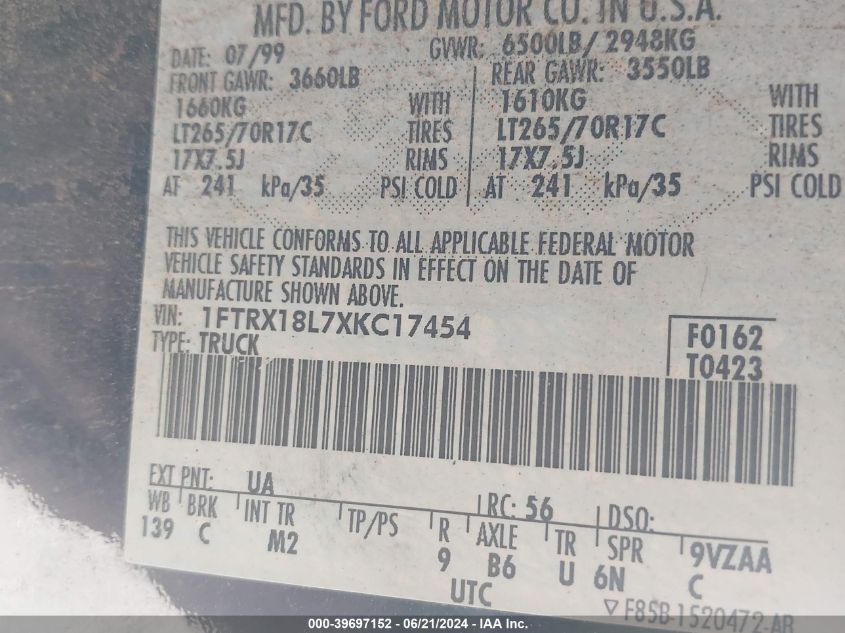 MFD. BY FORD MOTOR CO. IN U.S.A.
DATE: 07/99 GVWR: 6500LB/ 2948KG
FRONT GAWR: 3660LB REAR GAWR: 3550LB
1660KG WITH 1610KG WITH
LT265/70R17C TIRES LT265/70R17C TIRES
17X7.5J RIMS 17X7.5J RIMS
AT 241 kPa/35 PSI COLD AT 241 kPa/35 PSI COLD
THIS VEHICLE CONFORMS TO ALL APPLICABLE FEDERAL MOTOR
VEHICLE SAFETY STANDARDS IN EFFECT ON THE DATE OF
MANUFACTURE SHOWN ABOVE.
VIN: 1FTRX18L7XKC17454
TYPE: TRUCK
F0162
T0423
EXT PNT: UA RC: 56 DSO:
WB BRK INT TR TP/PS R AXLE TR SPR 9VZAA
139 C M2 9 B6 U 6N C
UTC
▽F85B-1520472-AB
000-39697152 - 06/21/2024 - IAA Inc.